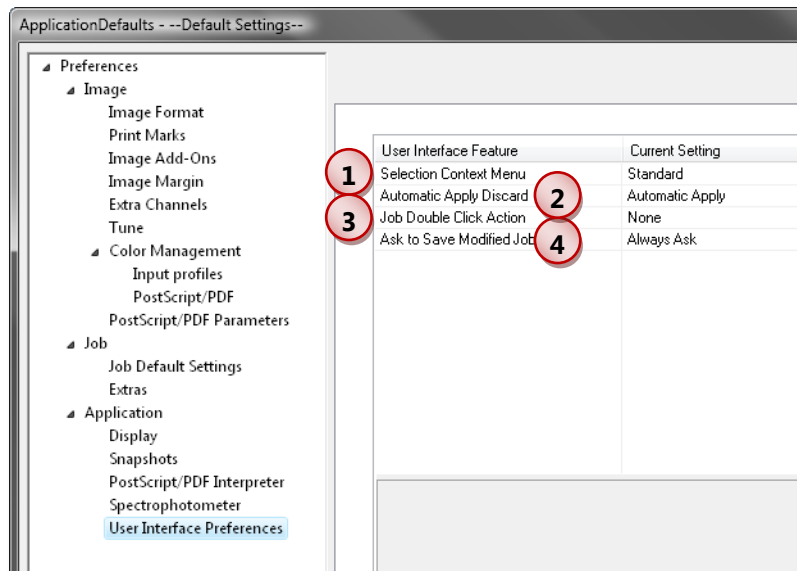 ApplicationDefaults - --Default Settings--
Preferences
Image
Image Format
Print Marks
Image Add-Ons
Image Margin
Extra Channels
Tune
Color Management
Input profiles
PostScript/PDF
PostScript/PDF Parameters
Job
Job Default Settings
Extras
Application
Display
Snapshots
PostScript/PDF Interpreter
Spectrophotometer
User Interface Preferences
User Interface Feature Current Setting
1 Selection Context Menu Standard
Automatic Apply Discard 2 Automatic Apply
3 Job Double Click Action None
Ask to Save Modified Job 4 Always Ask